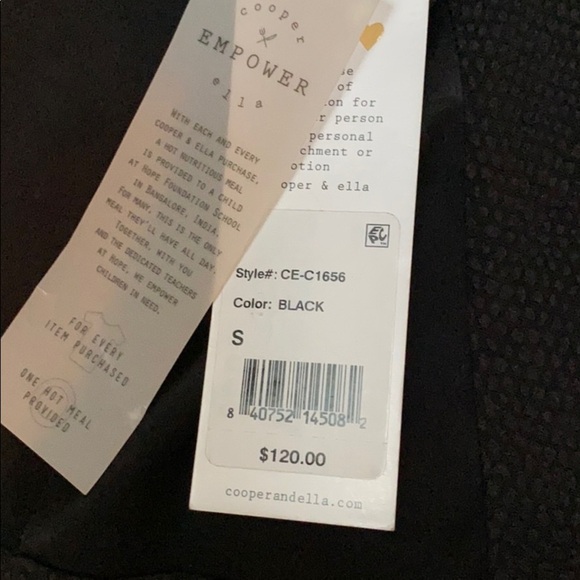 cooper
EMPOWER
ella
WITH EACH AND EVERY
COOPER & ELLA PURCHASE,
A HOT NUTRITIOUS MEAL
IS PROVIDED TO A CHILD
AT HOPE FOUNDATION SCHOOL
IN BANGALORE, INDIA.
FOR MANY, THIS IS THE ONLY
MEAL THEY'LL HAVE ALL DAY.
TOGETHER, WITH YOU
AND THE DEDICATED TEACHERS
AT HOPE, WE EMPOWER
CHILDREN IN NEED.
FOR EVERY
ITEM PURCHASED
ONE HOT MEAL
PROVIDED
of
for
person
personal
chment or
otion
oper & ella
Style#: CE-C1656
Color: BLACK
S
8 40752 14508 2
$120.00
cooperandella.com